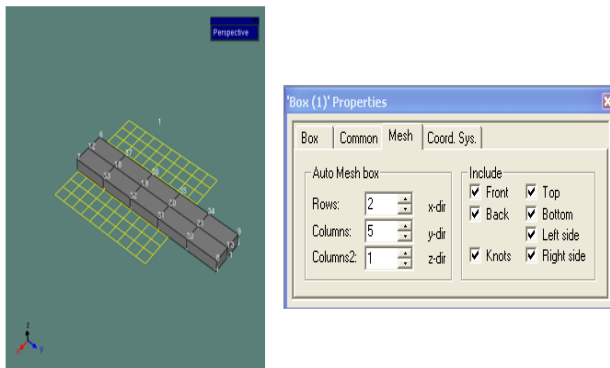 Perspective
1
'Box (1)' Properties
Box Common Mesh Coord. Sys.
Auto Mesh box
Rows: 2 x-dir
Columns: 5 y-dir
Columns2: 1 z-dir
Include
Front Top
Back Bottom
Left side
Knots Right side
z